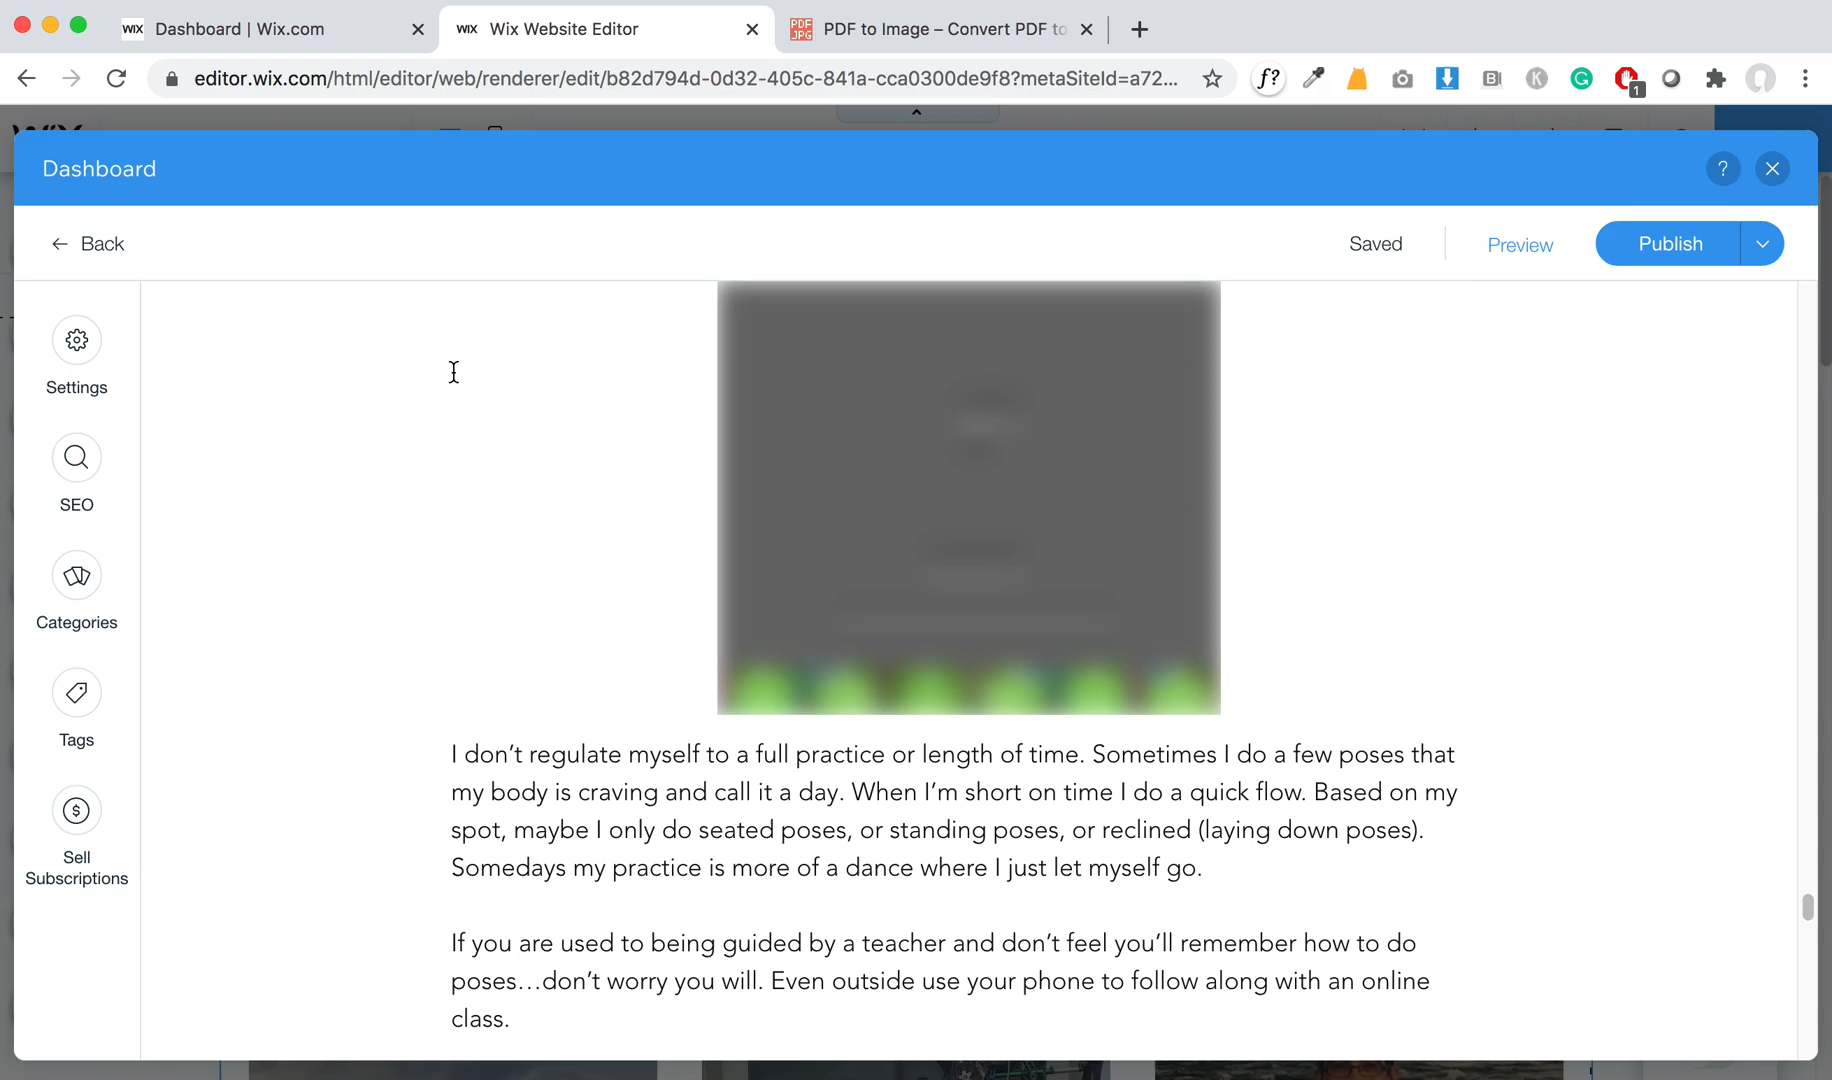 WIX Dashboard | Wix.com
WIX Wix Website Editor
PDF JPG PDF to Image – Convert PDF to
editor.wix.com/html/editor/web/renderer/edit/b82d794d-0d32-405c-841a-cca0300de9f8?metaSiteId=a72...
f?
B!
K
G
1
Dashboard
?
Back
Saved
Preview
Publish
Settings
SEO
Categories
Tags
$
Sell
Subscriptions
I don’t regulate myself to a full practice or length of time. Sometimes I do a few poses that
my body is craving and call it a day. When I’m short on time I do a quick flow. Based on my
spot, maybe I only do seated poses, or standing poses, or reclined (laying down poses).
Somedays my practice is more of a dance where I just let myself go.
If you are used to being guided by a teacher and don’t feel you’ll remember how to do
poses...don’t worry you will. Even outside use your phone to follow along with an online
class.